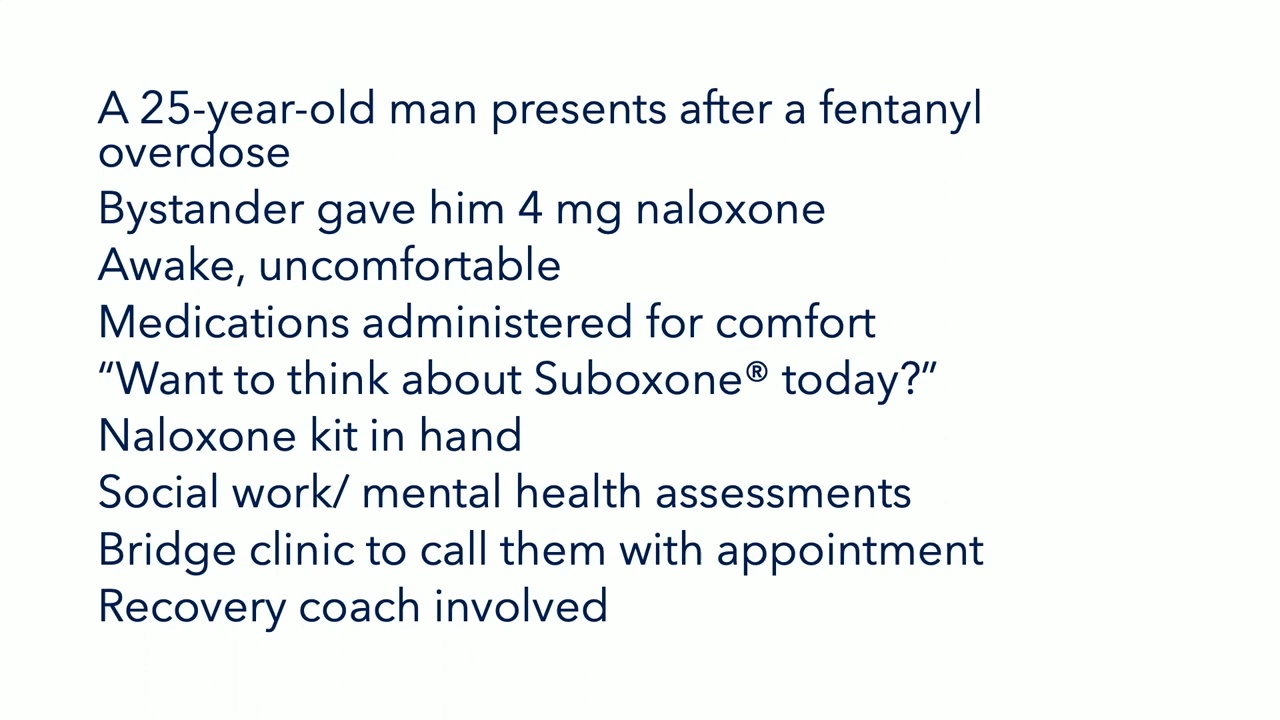 A 25-year-old man presents after a fentanyl
overdose
Bystander gave him 4 mg naloxone
Awake, uncomfortable
Medications administered for comfort
“Want to think about Suboxone® today?”
Naloxone kit in hand
Social work/ mental health assessments
Bridge clinic to call them with appointment
Recovery coach involved